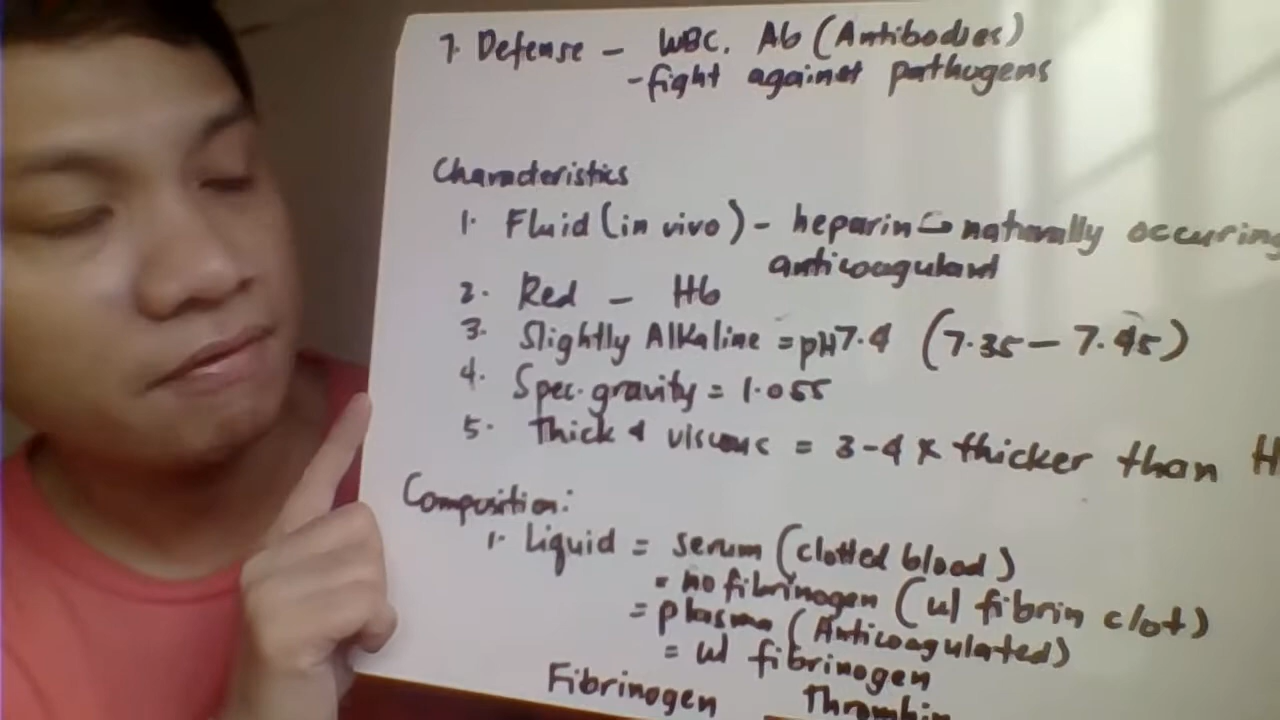 7. Defense - WBC. Ab (Antibodies)
- fight against pathogens
Characteristics
1. Fluid (in vivo) - heparin ↪ naturally occuring
anticoagulant
2. Red - Hb
3. Slightly Alkaline = pH 7.4 (7.35 - 7.45)
4. Spec. gravity = 1.055
5. Thick & viscous = 3-4 x thicker than H
Composition:
1. Liquid = serum (clotted blood)
= no fibrinogen (w/ fibrin clot)
= plasma (Anticoagulated)
= w/ fibrinogen
Fibrinogen Thrombin